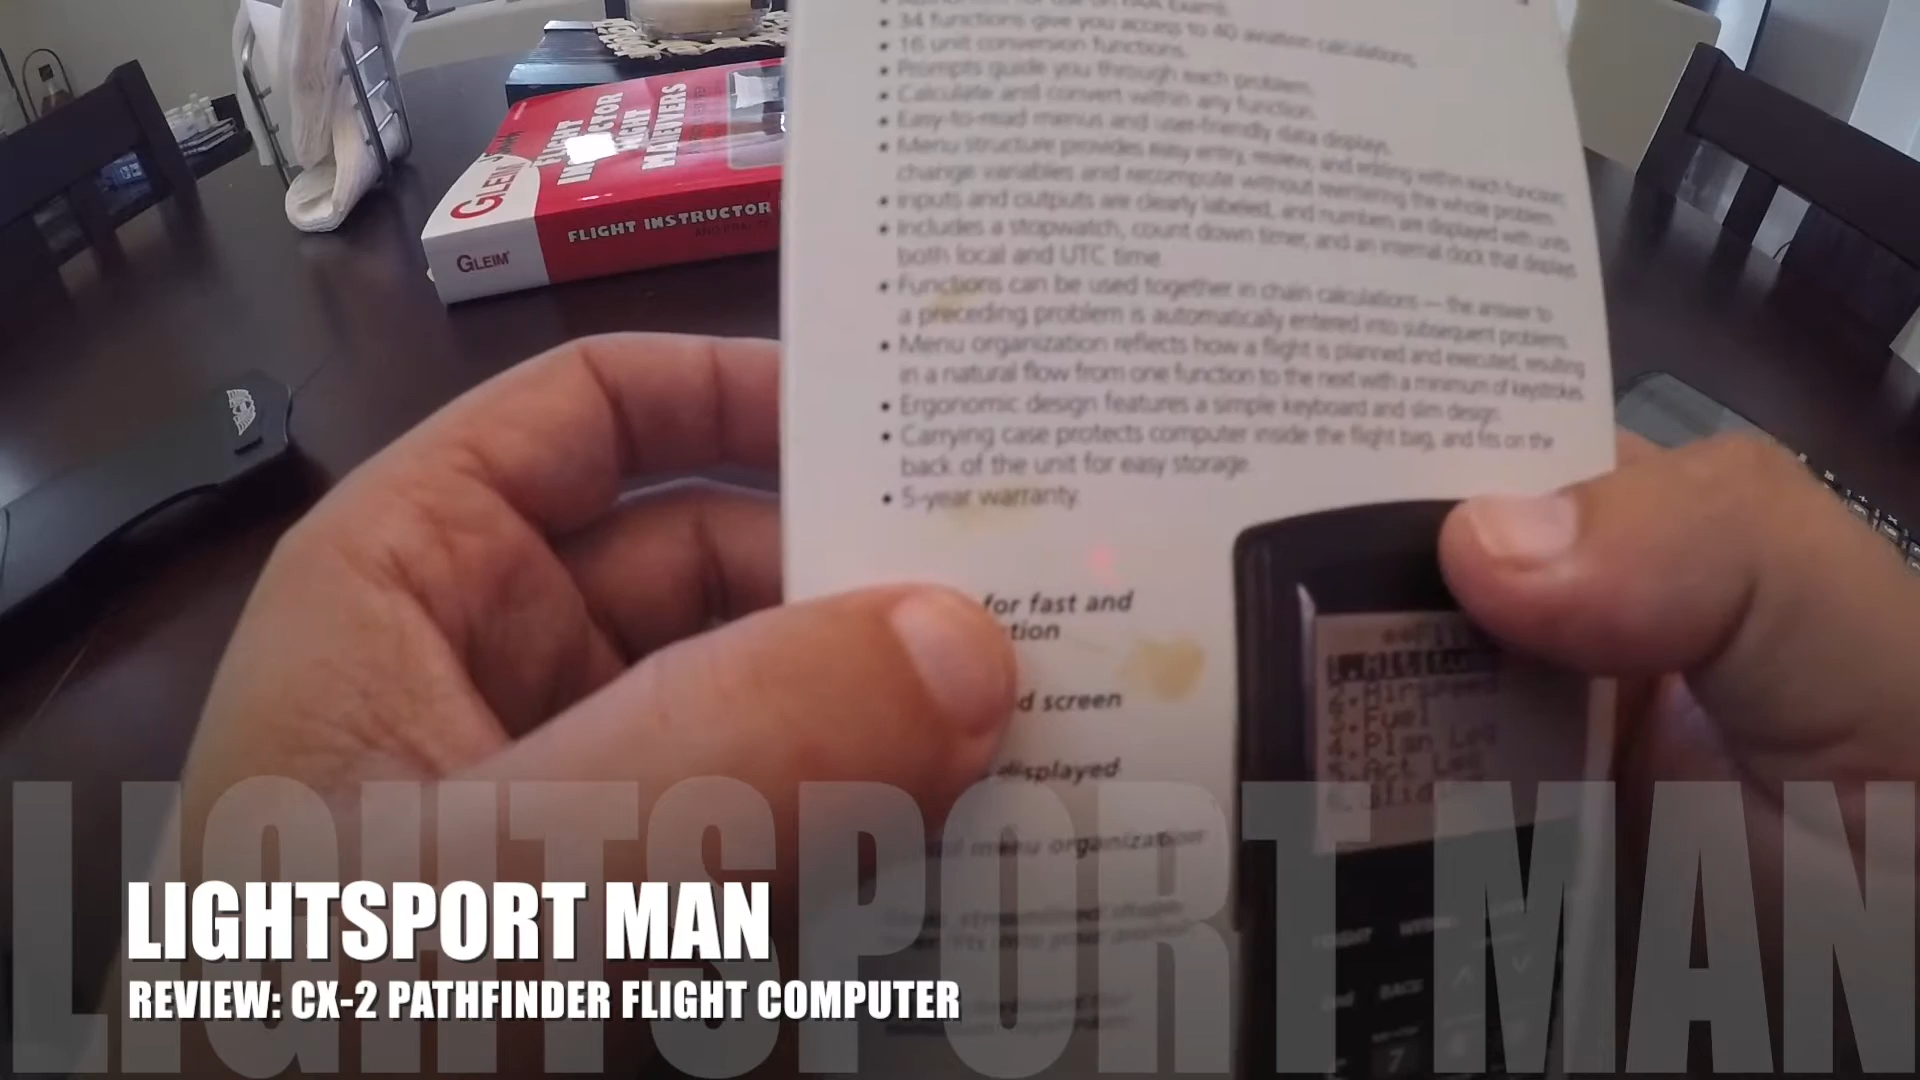 • 34 functions give you access to 40 aviation calculations.
• 16 unit conversion functions.
• Prompts guide you through each problem.
• Calculate and convert within any function.
• Easy-to-read menus and user-friendly data displays.
• Menu structure provides easy entry, review, and editing within each function;
change variables and recompute without reentering the whole problem.
• Inputs and outputs are clearly labeled, and numbers are displayed with units
• Includes a stopwatch, count down timer, and an internal clock that displays
both local and UTC time
• Functions can be used together in chain calculations — the answer to
a preceding problem is automatically entered into subsequent problems.
• Menu organization reflects how a flight is planned and executed, resulting
in a natural flow from one function to the next with a minimum of keystrokes.
• Ergonomic design features a simple keyboard and slim design.
• Carrying case protects computer inside the flight bag, and fits on the
back of the unit for easy storage
• 5-year warranty.
for fast and
tion
d screen
displayed
menu organization
2.Airspeed
3.Fuel
4.Plan Leg
5.Act Leg
BACK
7
GLEIM
FLIGHT
INSTRUCTOR
FLIGHT
MANEUVERS
FLIGHT INSTRUCTOR
GLEIM
LIGHTSPORT MAN
LIGHTSPORT MAN
REVIEW: CX-2 PATHFINDER FLIGHT COMPUTER